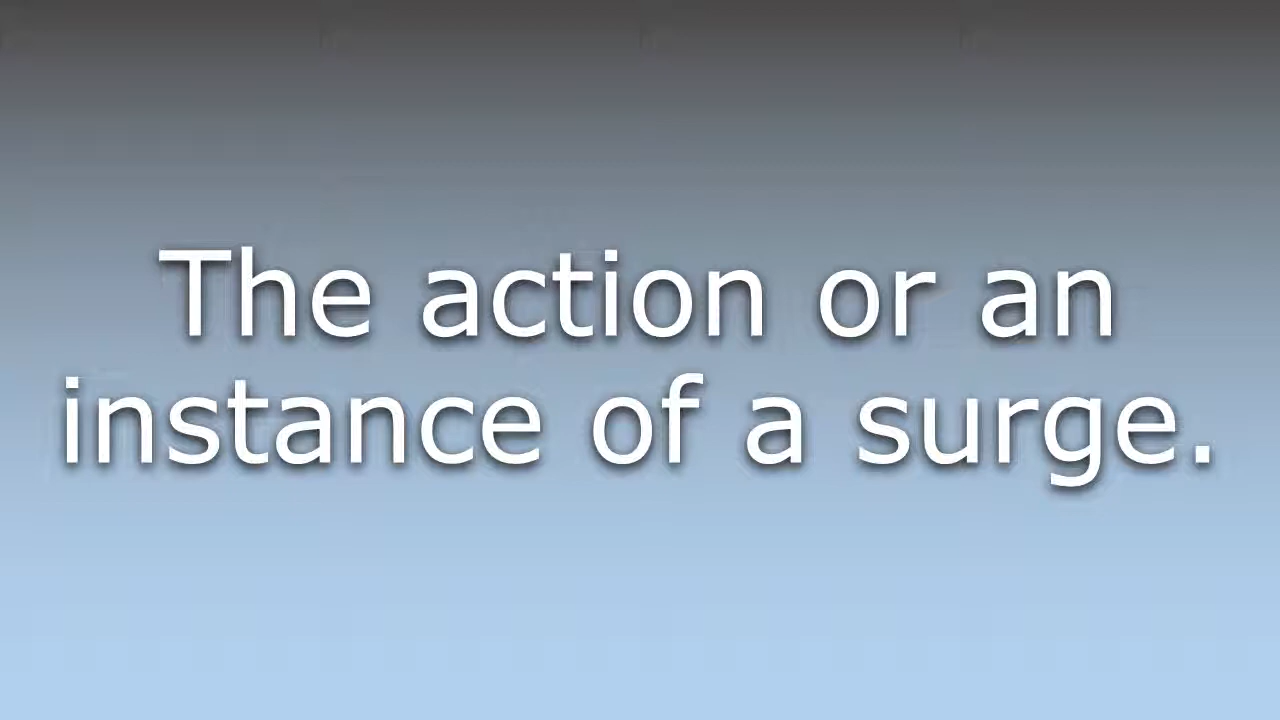 The action or an
instance of a surge.